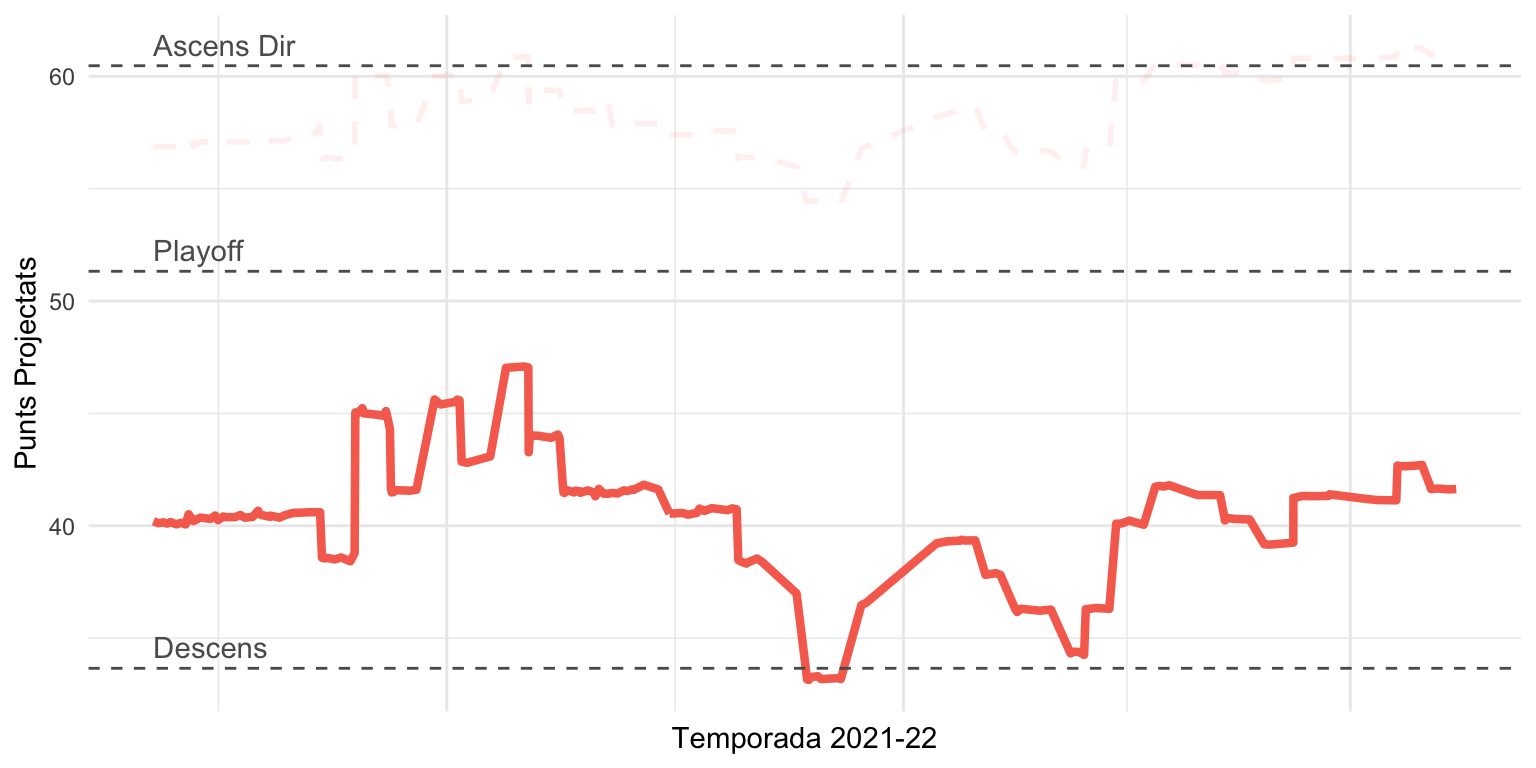 Ascens Dir
60
Playoff
50
Punts Projectats
40
Descens
Temporada 2021-22